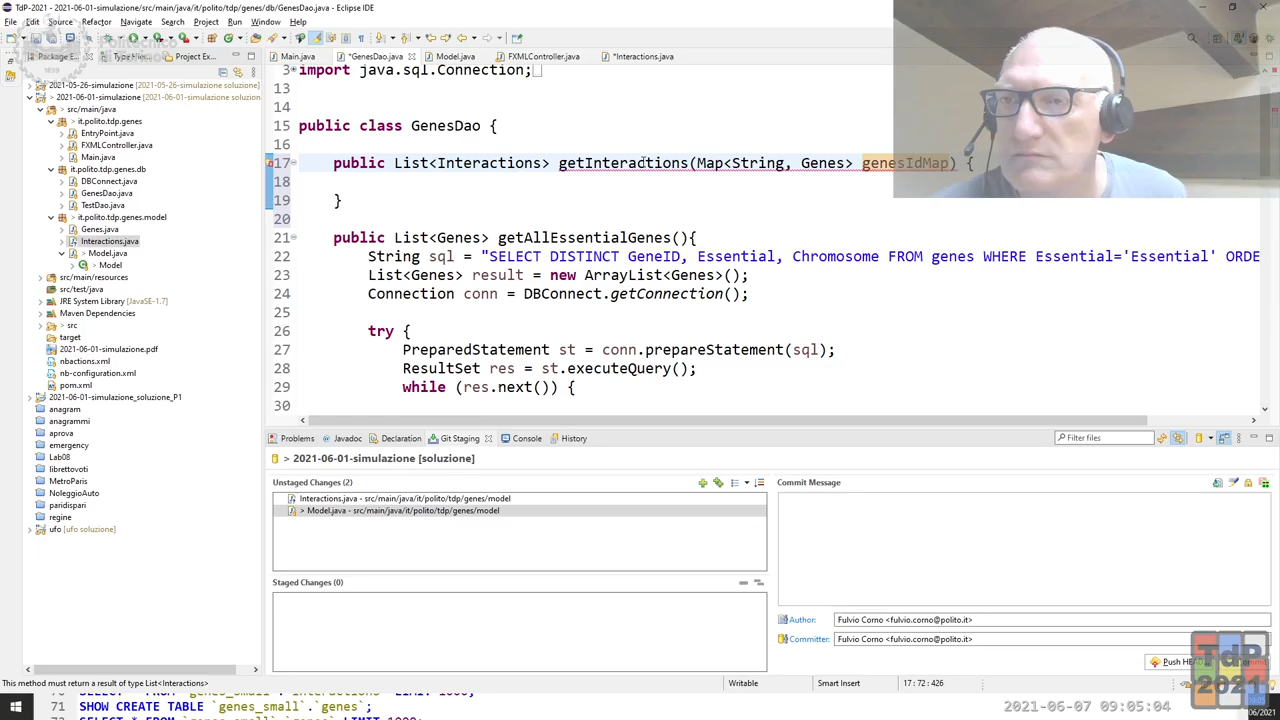 TdP-2021 - 2021-06-01-simulazione/src/main/java/it/polito/tdp/genes/db/GenesDao.java - Eclipse IDE
File Edit Source Refactor Navigate Search Project Run Window Help
Politecnico
Package E... Type Hier... Project Ex...
Main.java *GenesDao.java Model.java FXMLController.java *Interactions.java
2021-05-26-simulazione soluzione
> 2021-06-01-simulazione [2021-06-01-simulazione soluzion
src/main/java
it.polito.tdp.genes
EntryPoint.java
FXMLController.java
Main.java
it.polito.tdp.genes.db
DBConnect.java
GenesDao.java
TestDao.java
> it.polito.tdp.genes.model
Genes.java
Interactions.java
> Model.java
> Model
src/main/resources
src/test/java
JRE System Library [JavaSE-1.7]
Maven Dependencies
> src
target
2021-06-01-simulazione.pdf
nbactions.xml
nb-configuration.xml
pom.xml
2021-06-01-simulazione_soluzione_P1
anagram
anagrammi
aprova
emergency
Lab08
librettovoti
MetroParis
NoleggioAuto
paridispari
regine
ufo [ufo soluzione]
3 import java.sql.Connection;
13
14
15 public class GenesDao {
16
17 public List<Interactions> getInteractions(Map<String, Genes> genesIdMap) {
18
19 }
20
21 public List<Genes> getAllEssentialGenes(){
22 String sql = "SELECT DISTINCT GeneID, Essential, Chromosome FROM genes WHERE Essential='Essential' ORDE
23 List<Genes> result = new ArrayList<Genes>();
24 Connection conn = DBConnect.getConnection();
25
26 try {
27 PreparedStatement st = conn.prepareStatement(sql);
28 ResultSet res = st.executeQuery();
29 while (res.next()) {
30
Problems Javadoc Declaration Git Staging Console History
Filter files
> 2021-06-01-simulazione [soluzione]
Unstaged Changes (2)
Interactions.java - src/main/java/it/polito/tdp/genes/model
> Model.java - src/main/java/it/polito/tdp/genes/model
Staged Changes (0)
Commit Message
Author: Fulvio Corno <fulvio.corno@polito.it>
Committer: Fulvio Corno <fulvio.corno@polito.it>
Push HEAD
This method must return a result of type List<Interactions>
Writable
Smart Insert
17 : 72 : 426
71 SHOW CREATE TABLE `genes_small`.`genes`;
TdP
2021
2021-06-07 09:05:04